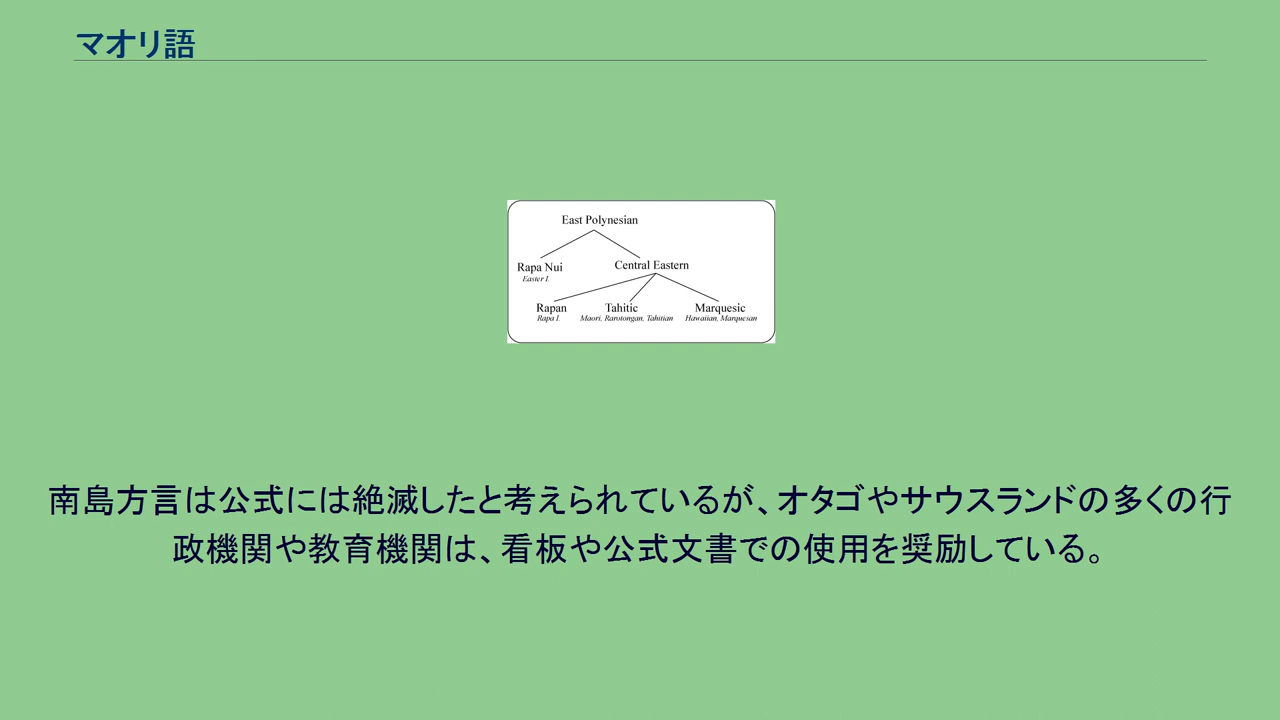 マオリ語
East Polynesian
Rapa Nui
Easter I.
Central Eastern
Rapan
Rapa I.
Tahitic
Maori, Rarotongan, Tahitian
Marquesic
Hawaiian, Marquesan
南島方言は公式には絶滅したと考えられているが、オタゴやサウスランドの多くの行
政機関や教育機関は、看板や公式文書での使用を奨励している。